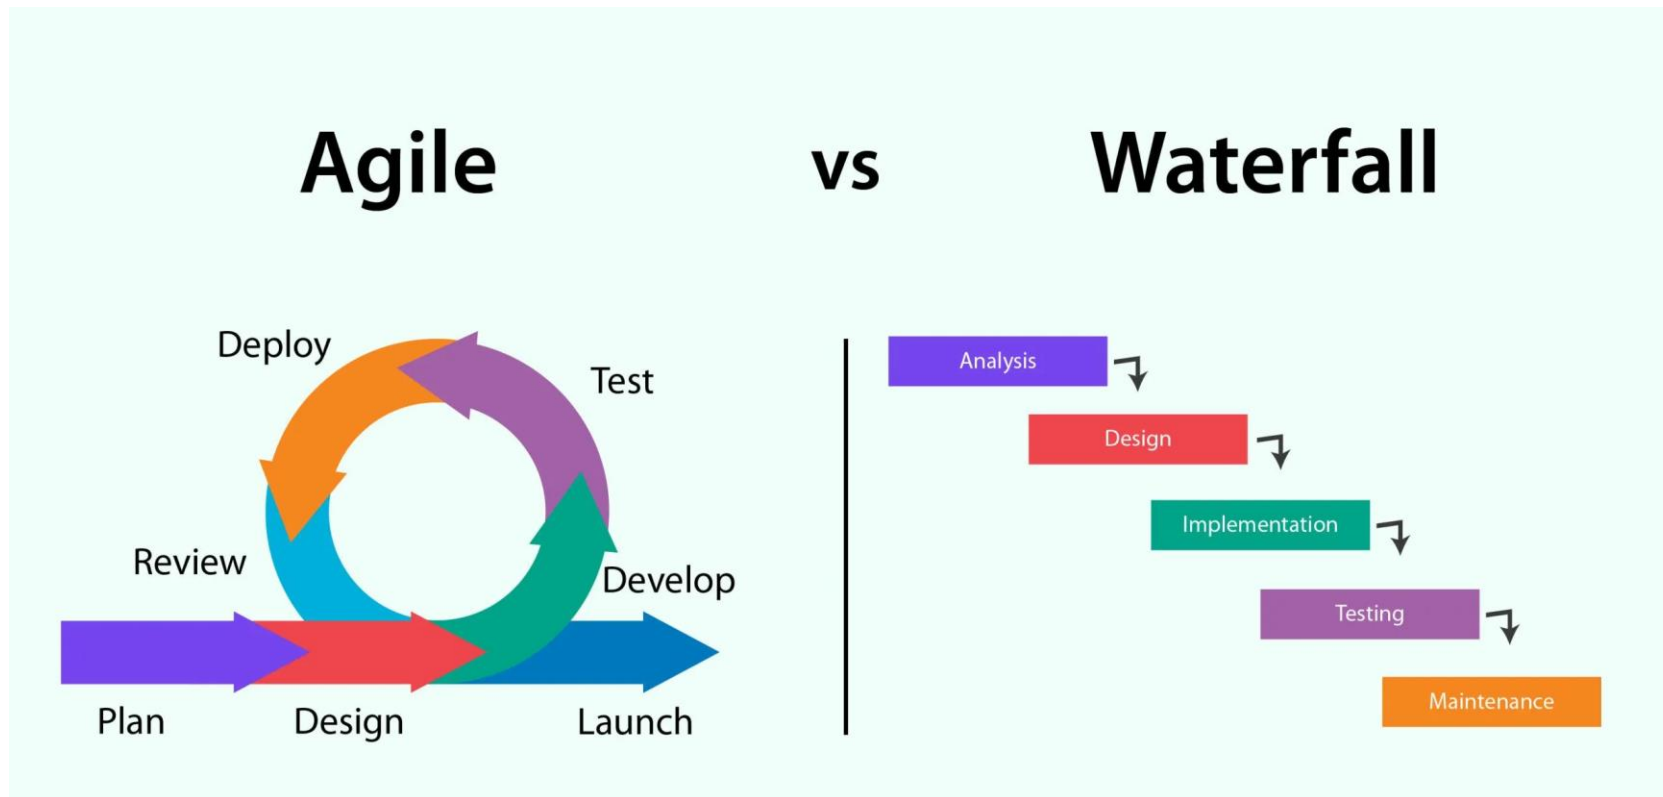 Agile vs Waterfall
Deploy
Test
Review
Develop
Plan
Design
Launch
Analysis
Design
Implementation
Testing
Maintenance